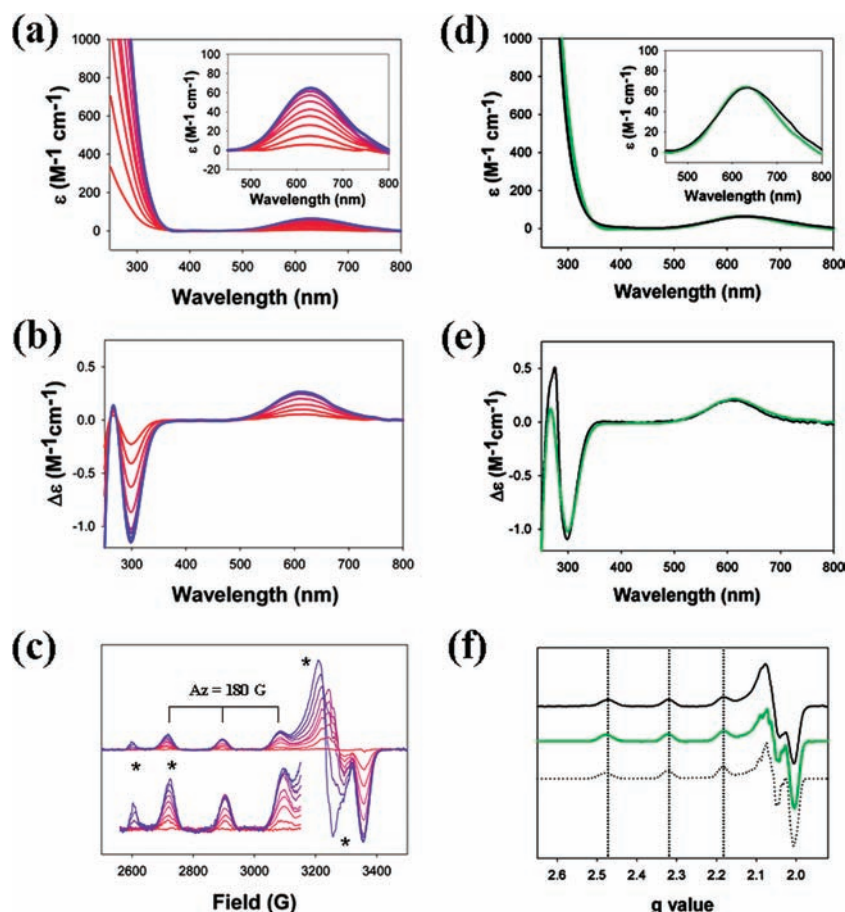 (a)
ε (M-1 cm-1)
1000
800
600
400
200
0
ε (M-1 cm-1)
100
80
60
40
20
0
-20
500 600 700 800
Wavelength (nm)
300 400 500 600 700 800
Wavelength (nm)
(d)
ε (M-1 cm-1)
1000
800
600
400
200
0
ε (M-1 cm-1)
100
80
60
40
20
0
500 600 700 800
Wavelength (nm)
300 400 500 600 700 800
Wavelength (nm)
(b)
Δε (M-1cm-1)
0.5
0.0
-0.5
-1.0
300 400 500 600 700 800
Wavelength (nm)
(e)
Δε (M-1cm-1)
0.5
0.0
-0.5
-1.0
300 400 500 600 700 800
Wavelength (nm)
(c)
*
Az = 180 G
* *
*
2600 2800 3000 3200 3400
Field (G)
(f)
2.6 2.5 2.4 2.3 2.2 2.1 2.0
g value